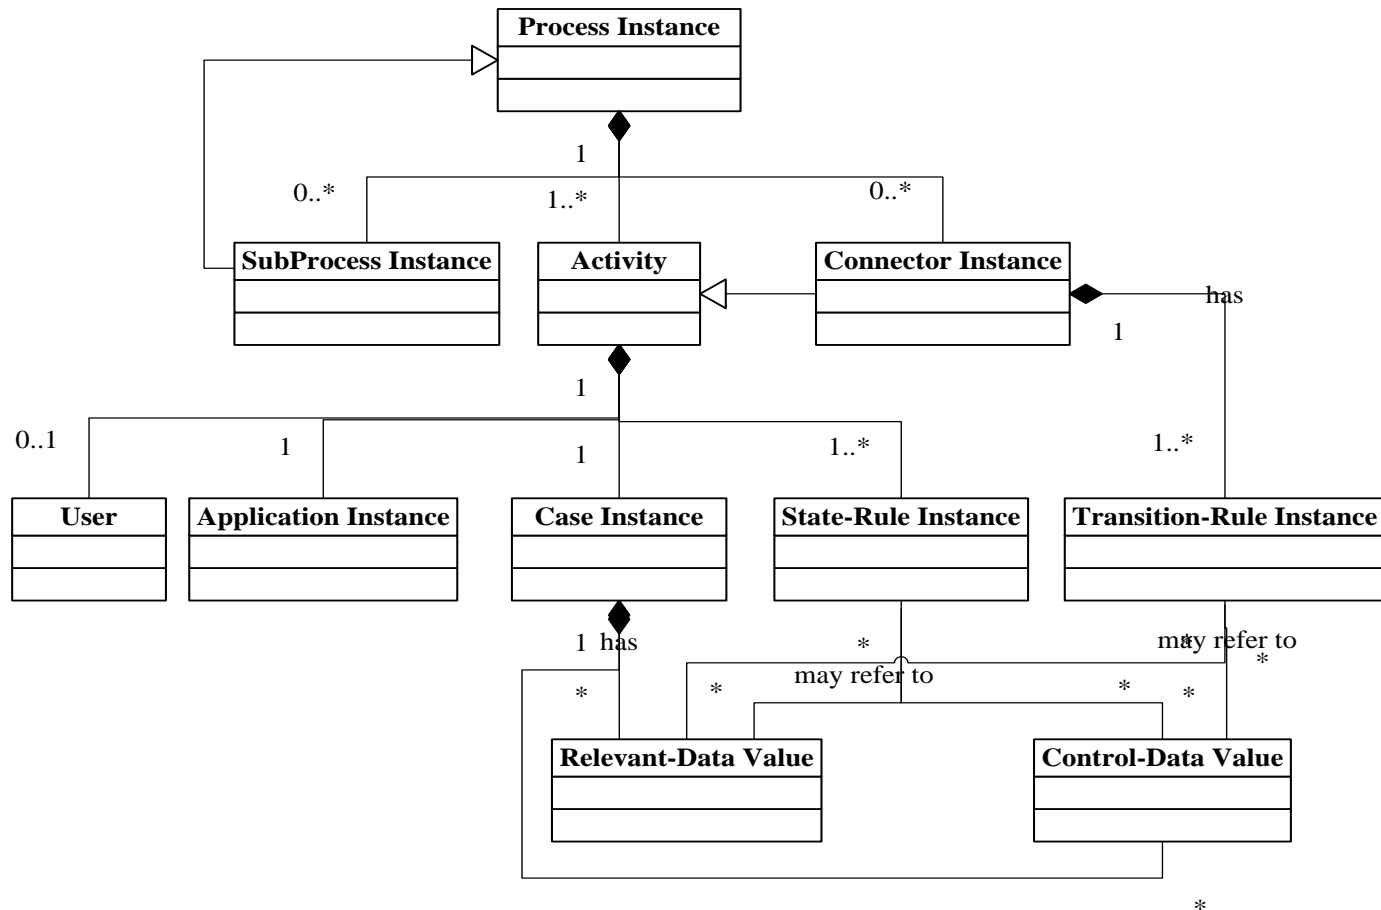 Process Instance
1
0..*
1..*
0..*
SubProcess Instance
Activity
Connector Instance
has
1
1
0..1
1
1
1..*
1..*
User
Application Instance
Case Instance
State-Rule Instance
Transition-Rule Instance
1
has
*
*
may refer to
*
may refer to
*
*
*
*
Relevant-Data Value
Control-Data Value
*